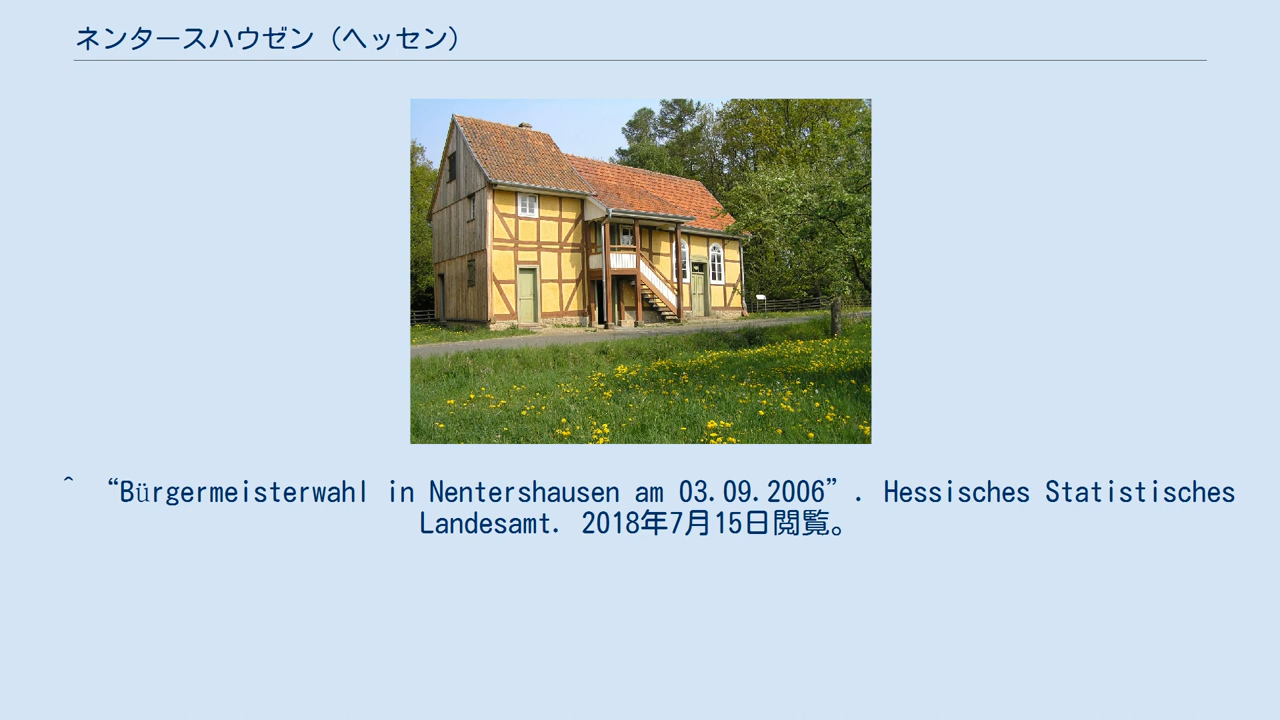 ネンタースハウゼン（ヘッセン）
^ “Bürgermeisterwahl in Nentershausen am 03.09.2006”. Hessisches Statistisches
Landesamt. 2018年7月15日閲覧。